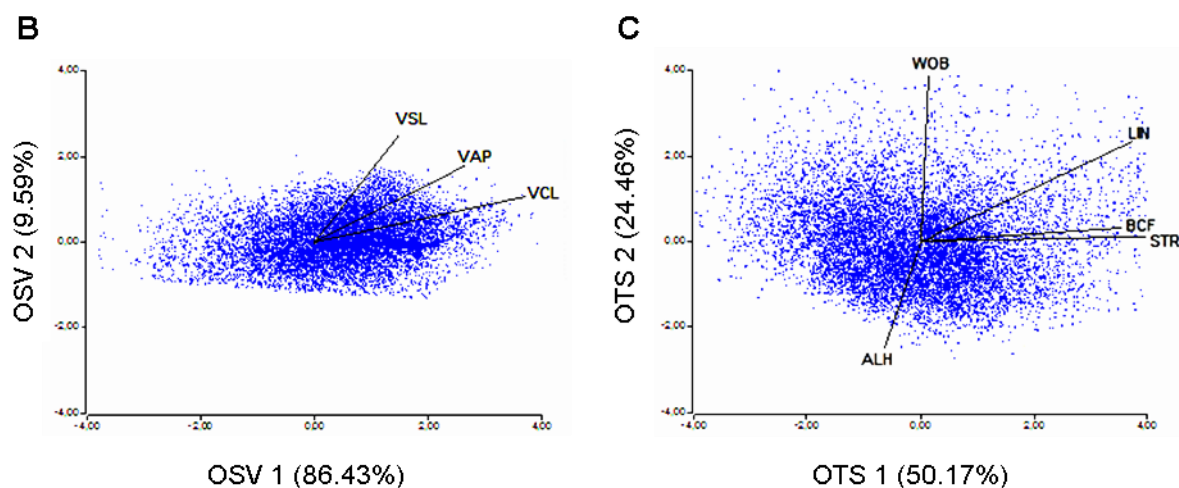 B
4.00
2.00
0.00
-2.00
-4.00
-4.00 -2.00 0.00 2.00 4.00
VSL
VAP
VCL
OSV 2 (9.59%)
OSV 1 (86.43%)
C
4.00
2.00
0.00
-2.00
-4.00
-4.00 -2.00 0.00 2.00 4.00
WOB
LIN
BCF
STR
ALH
OTS 2 (24.46%)
OTS 1 (50.17%)